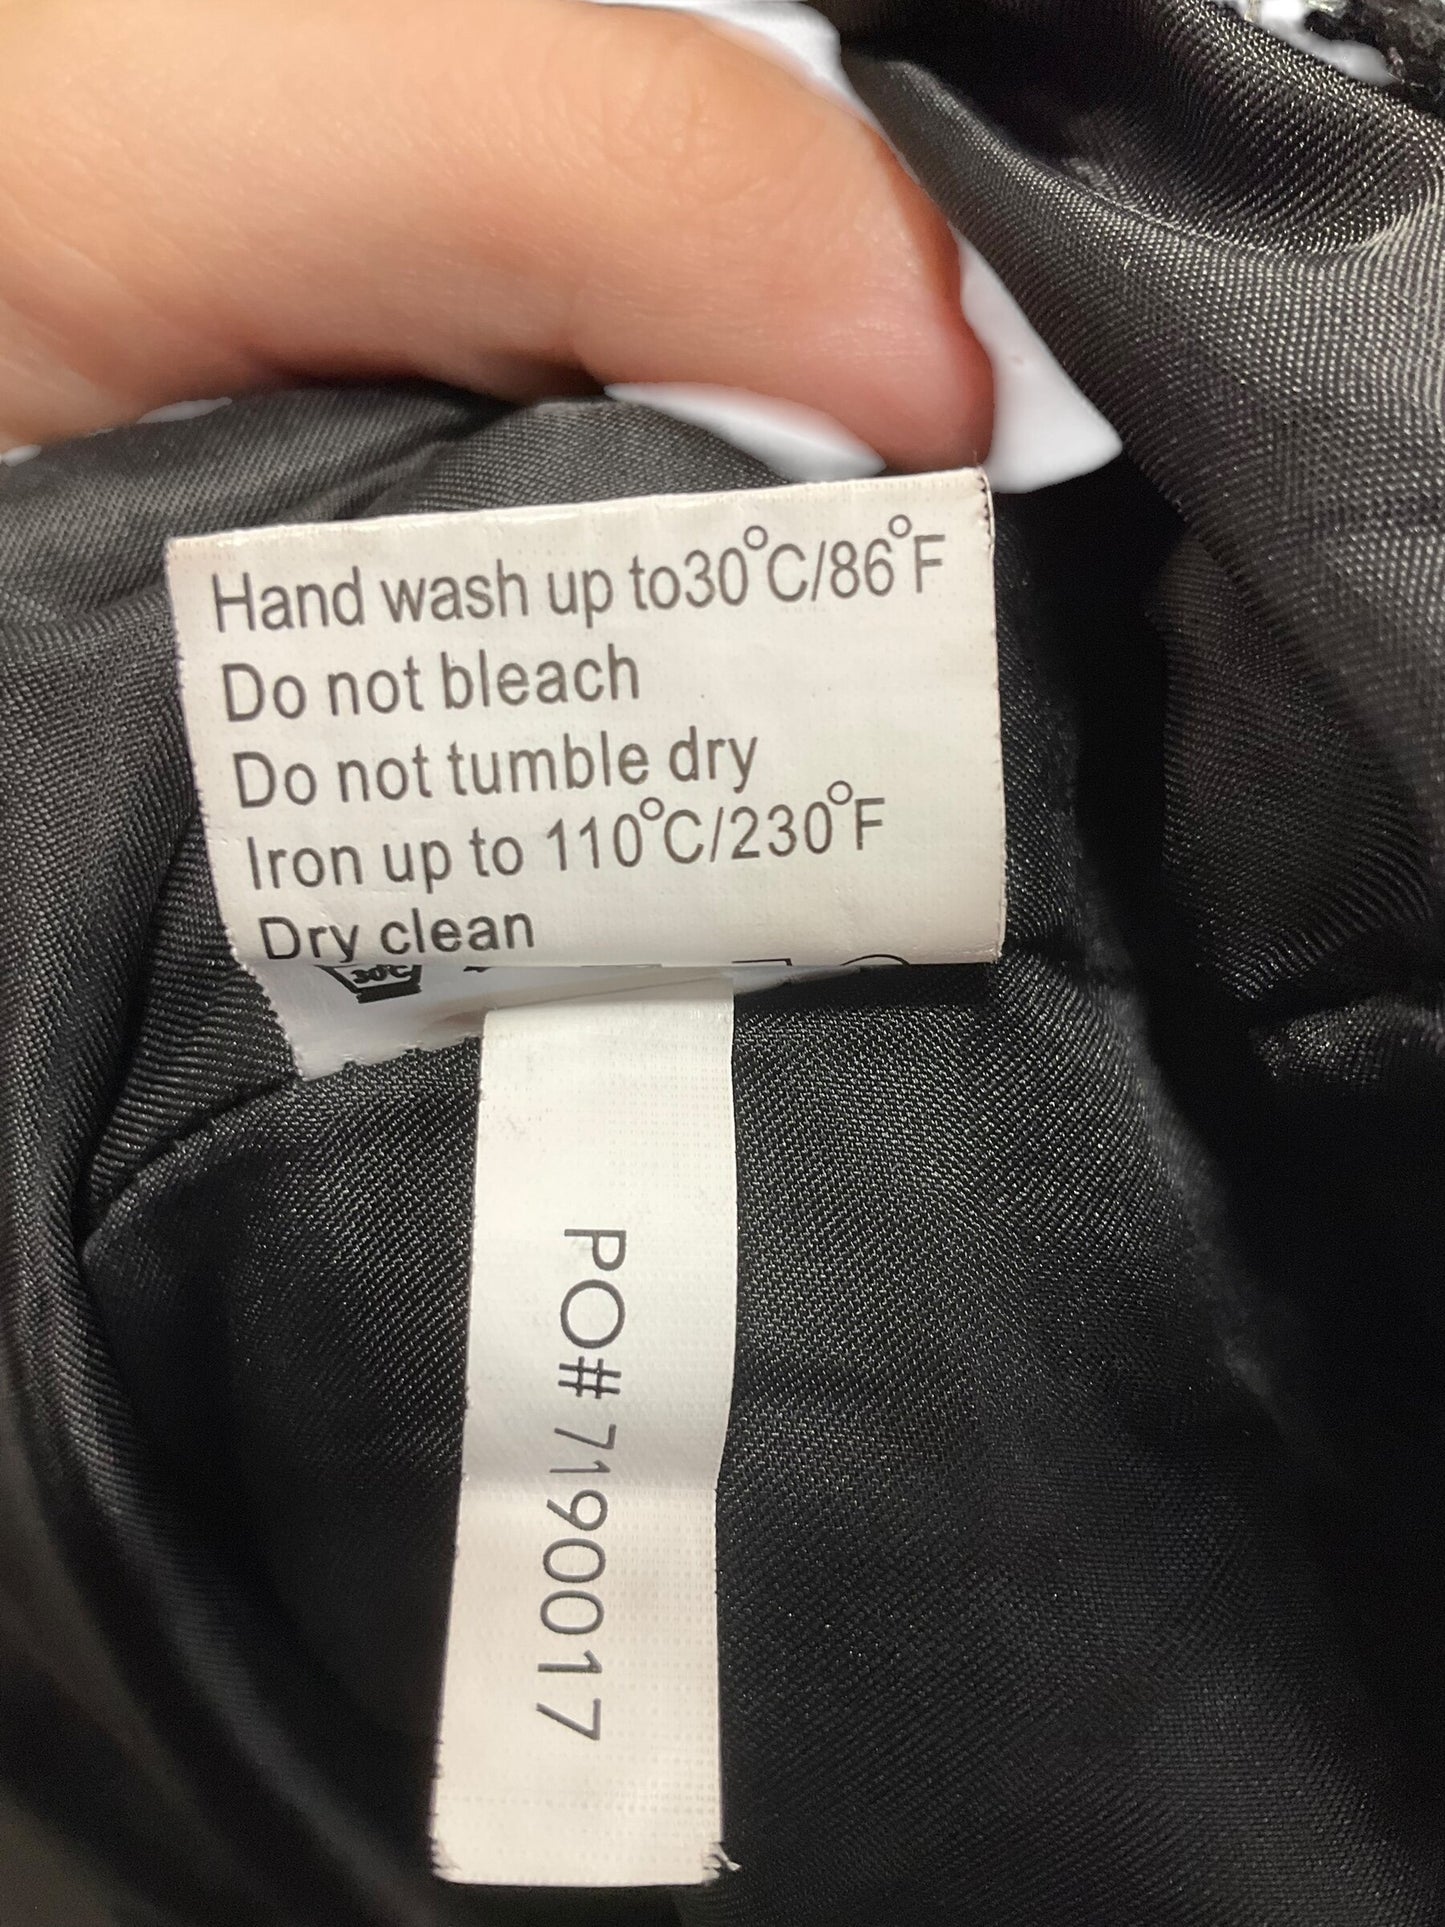 Hand wash up to30°C/86°F
Do not bleach
Do not tumble dry
Iron up to 110°C/230°F
Dry clean
30°C
PO#7190017